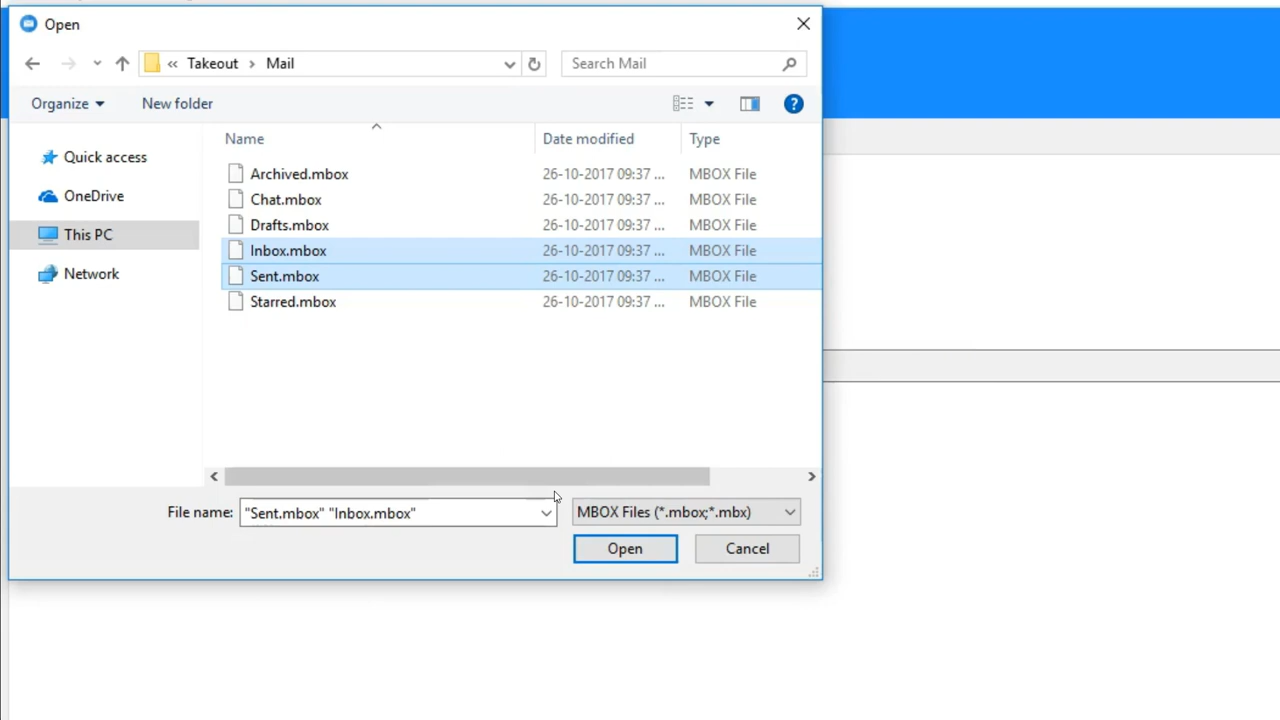 Open
« Takeout › Mail
Search Mail
Organize
New folder
?
Name
Date modified
Type
Quick access
OneDrive
This PC
Network
Archived.mbox 26-10-2017 09:37 ... MBOX File
Chat.mbox 26-10-2017 09:37 ... MBOX File
Drafts.mbox 26-10-2017 09:37 ... MBOX File
Inbox.mbox 26-10-2017 09:37 ... MBOX File
Sent.mbox 26-10-2017 09:37 ... MBOX File
Starred.mbox 26-10-2017 09:37 ... MBOX File
File name: "Sent.mbox" "Inbox.mbox"
MBOX Files (*.mbox;*.mbx)
Open
Cancel